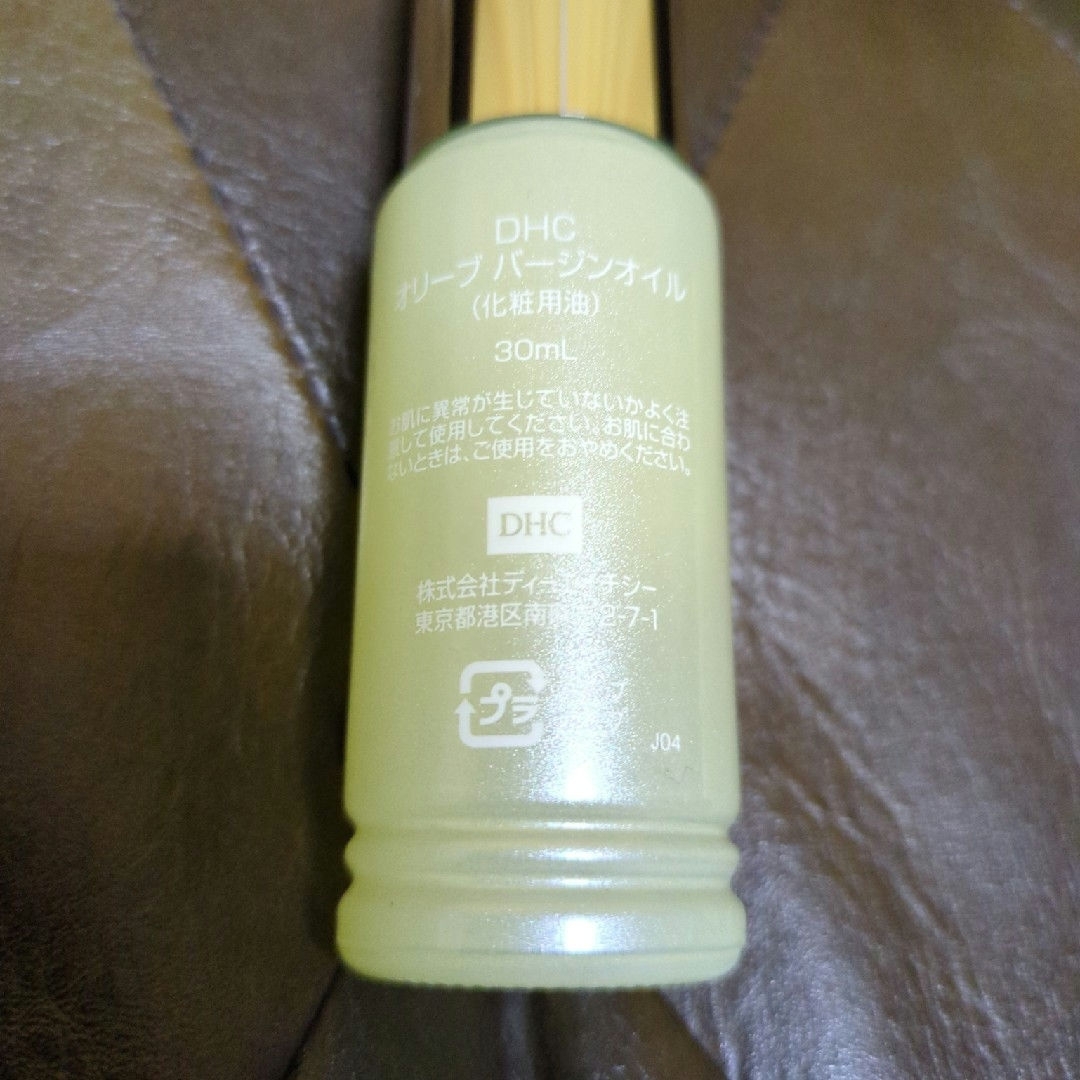 DHC
オリーブ バージンオイル
(化粧用油)
30mL
お肌に異常が生じていないかよく注
意して使用してください。お肌に合わ
ないときは、ご使用をおやめください。
DHC
株式会社ディーエイチシー
東京都港区南 2-7-1
プラ
J04